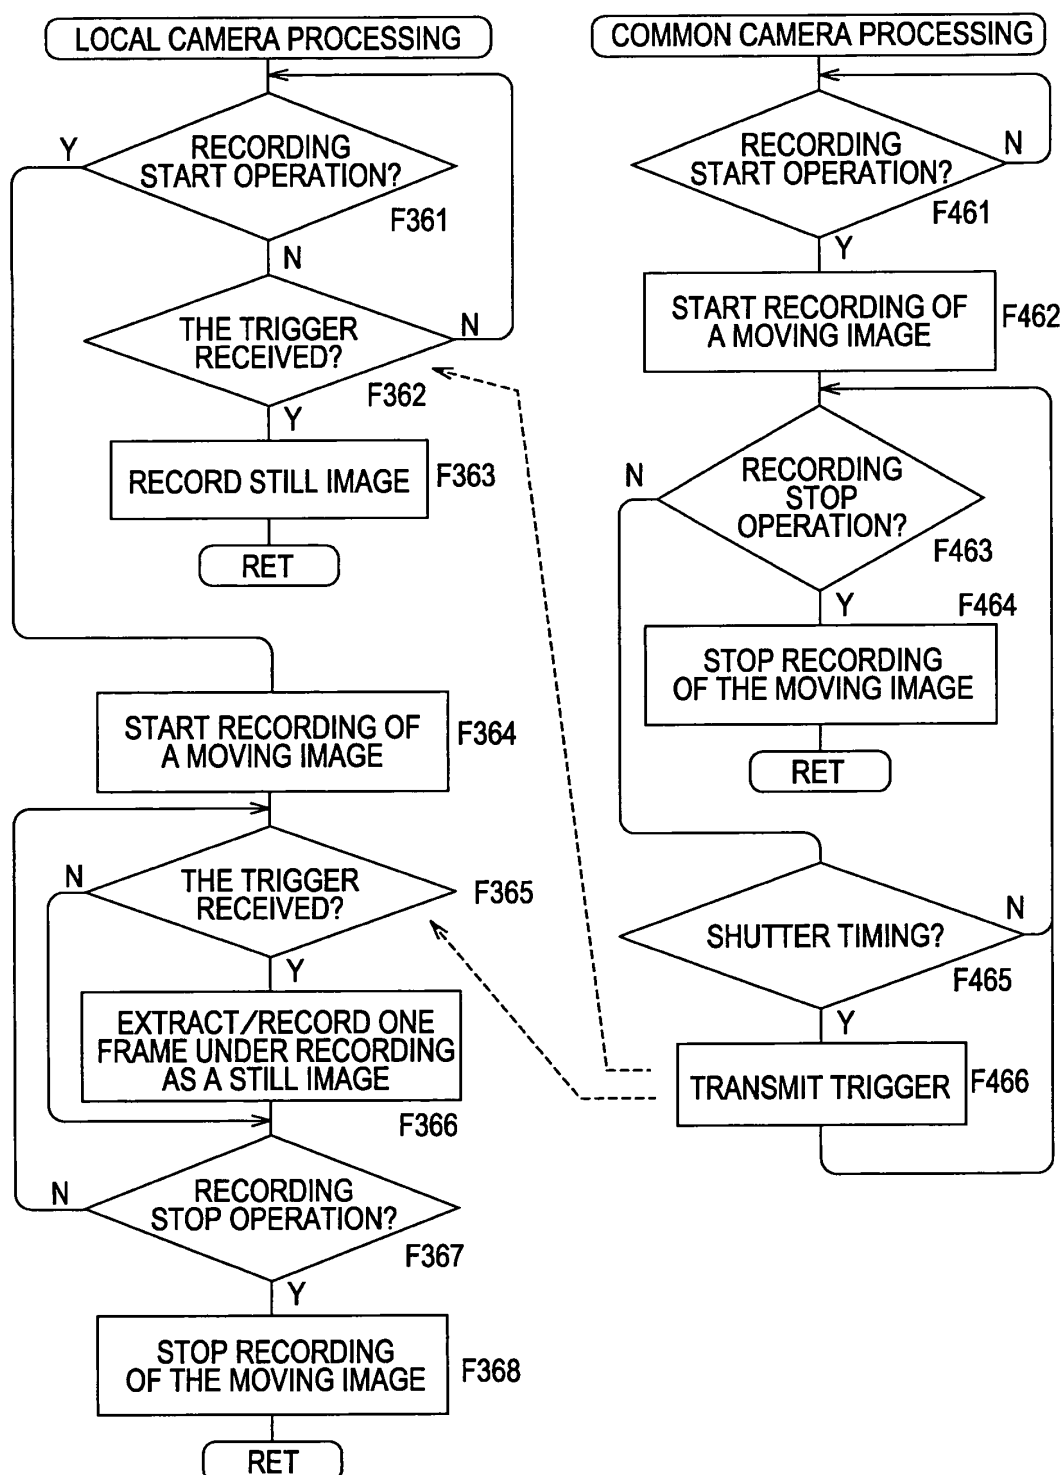 LOCAL CAMERA PROCESSING
Y
RECORDING
START OPERATION?
F361
N
THE TRIGGER
RECEIVED?
N
F362
Y
RECORD STILL IMAGE
F363
RET
START RECORDING OF
A MOVING IMAGE
F364
N
THE TRIGGER
RECEIVED?
F365
Y
EXTRACT/RECORD ONE
FRAME UNDER RECORDING
AS A STILL IMAGE
F366
N
RECORDING
STOP OPERATION?
F367
Y
STOP RECORDING
OF THE MOVING IMAGE
F368
RET
COMMON CAMERA PROCESSING
RECORDING
START OPERATION?
N
F461
Y
START RECORDING OF
A MOVING IMAGE
F462
N
RECORDING
STOP
OPERATION?
F463
Y
F464
STOP RECORDING
OF THE MOVING IMAGE
RET
SHUTTER TIMING?
N
F465
Y
TRANSMIT TRIGGER
F466